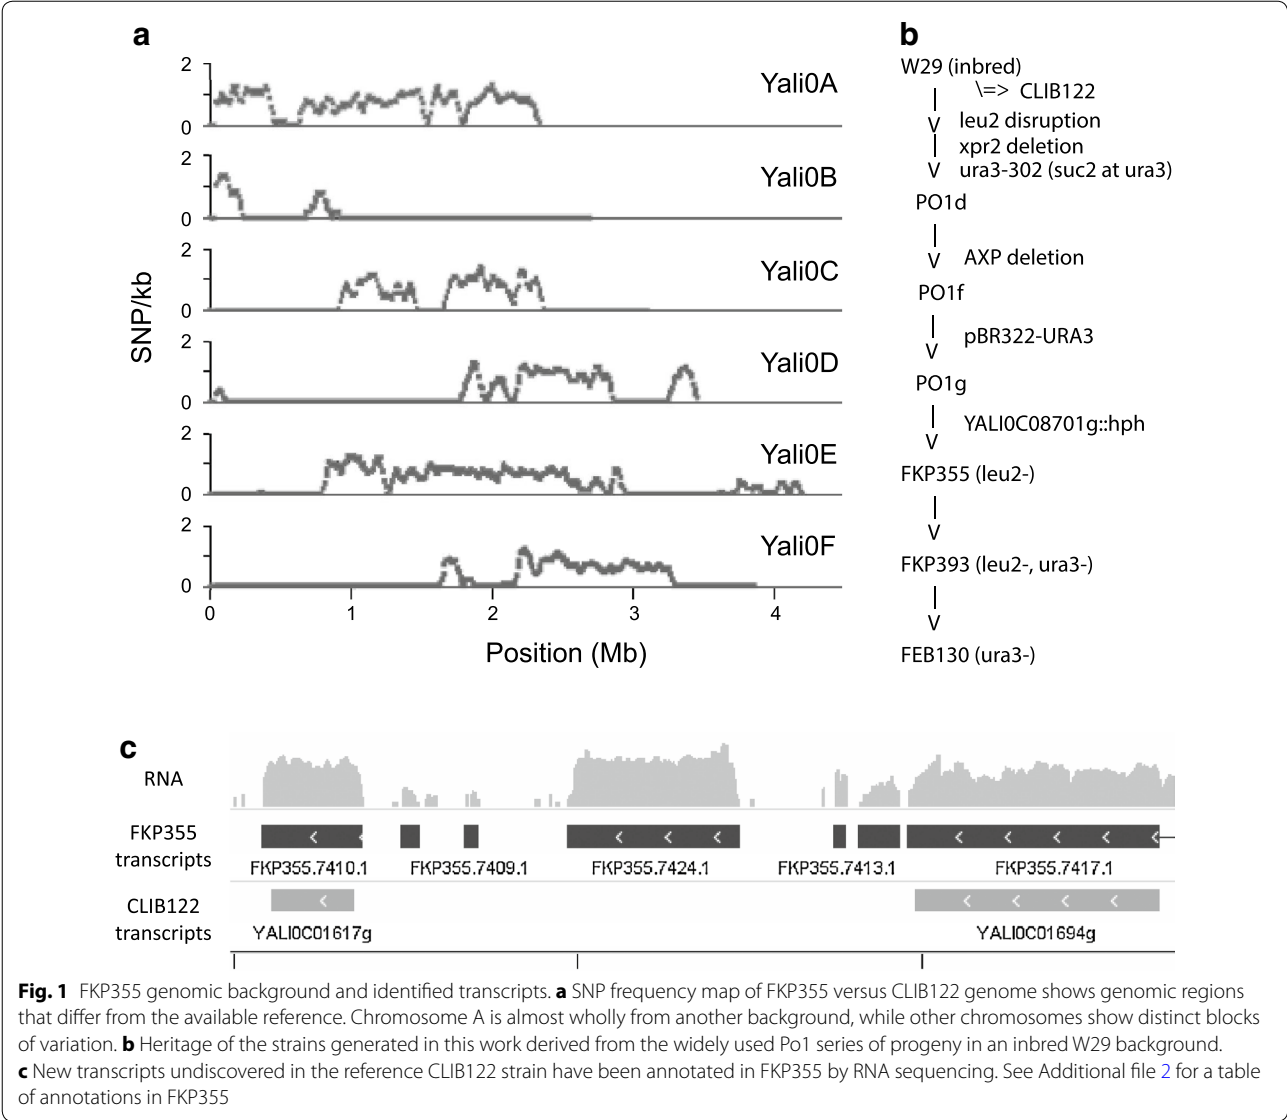 a
SNP/kb
2
0
Yali0A
2
0
Yali0B
2
0
Yali0C
2
0
Yali0D
2
0
Yali0E
2
0
Yali0F
0 1 2 3 4
Position (Mb)
b
W29 (inbred)
\=> CLIB122
V
leu2 disruption
xpr2 deletion
V
ura3-302 (suc2 at ura3)
PO1d
V
AXP deletion
PO1f
V
pBR322-URA3
PO1g
V
YALI0C08701g::hph
FKP355 (leu2-)
V
FKP393 (leu2-, ura3-)
V
FEB130 (ura3-)
c
RNA
FKP355
transcripts
FKP355.7410.1 FKP355.7409.1 FKP355.7424.1 FKP355.7413.1 FKP355.7417.1
CLIB122
transcripts
YALI0C01617g YALI0C01694g
Fig. 1 FKP355 genomic background and identified transcripts. a SNP frequency map of FKP355 versus CLIB122 genome shows genomic regions
that differ from the available reference. Chromosome A is almost wholly from another background, while other chromosomes show distinct blocks
of variation. b Heritage of the strains generated in this work derived from the widely used Po1 series of progeny in an inbred W29 background.
c New transcripts undiscovered in the reference CLIB122 strain have been annotated in FKP355 by RNA sequencing. See Additional file 2 for a table
of annotations in FKP355